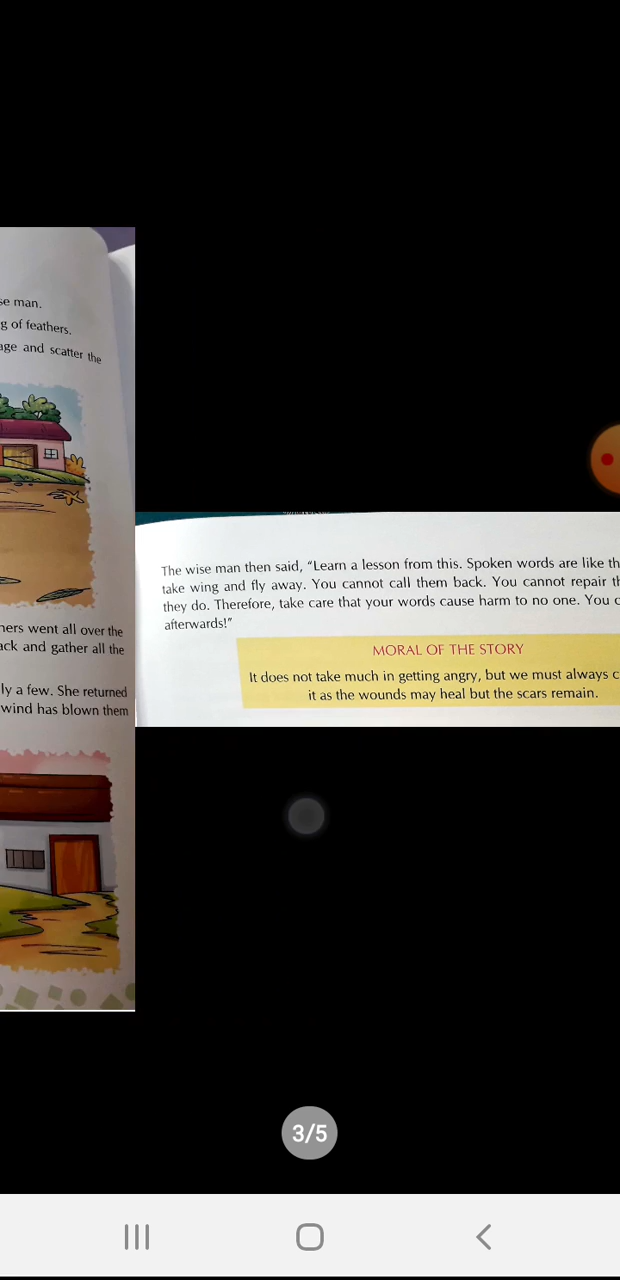 se man.
g of feathers.
age and scatter the
hers went all over the
ack and gather all the
ly a few. She returned
wind has blown them
The wise man then said, "Learn a lesson from this. Spoken words are like th
take wing and fly away. You cannot call them back. You cannot repair th
they do. Therefore, take care that your words cause harm to no one. You c
afterwards!"
MORAL OF THE STORY
It does not take much in getting angry, but we must always c
it as the wounds may heal but the scars remain.
3/5